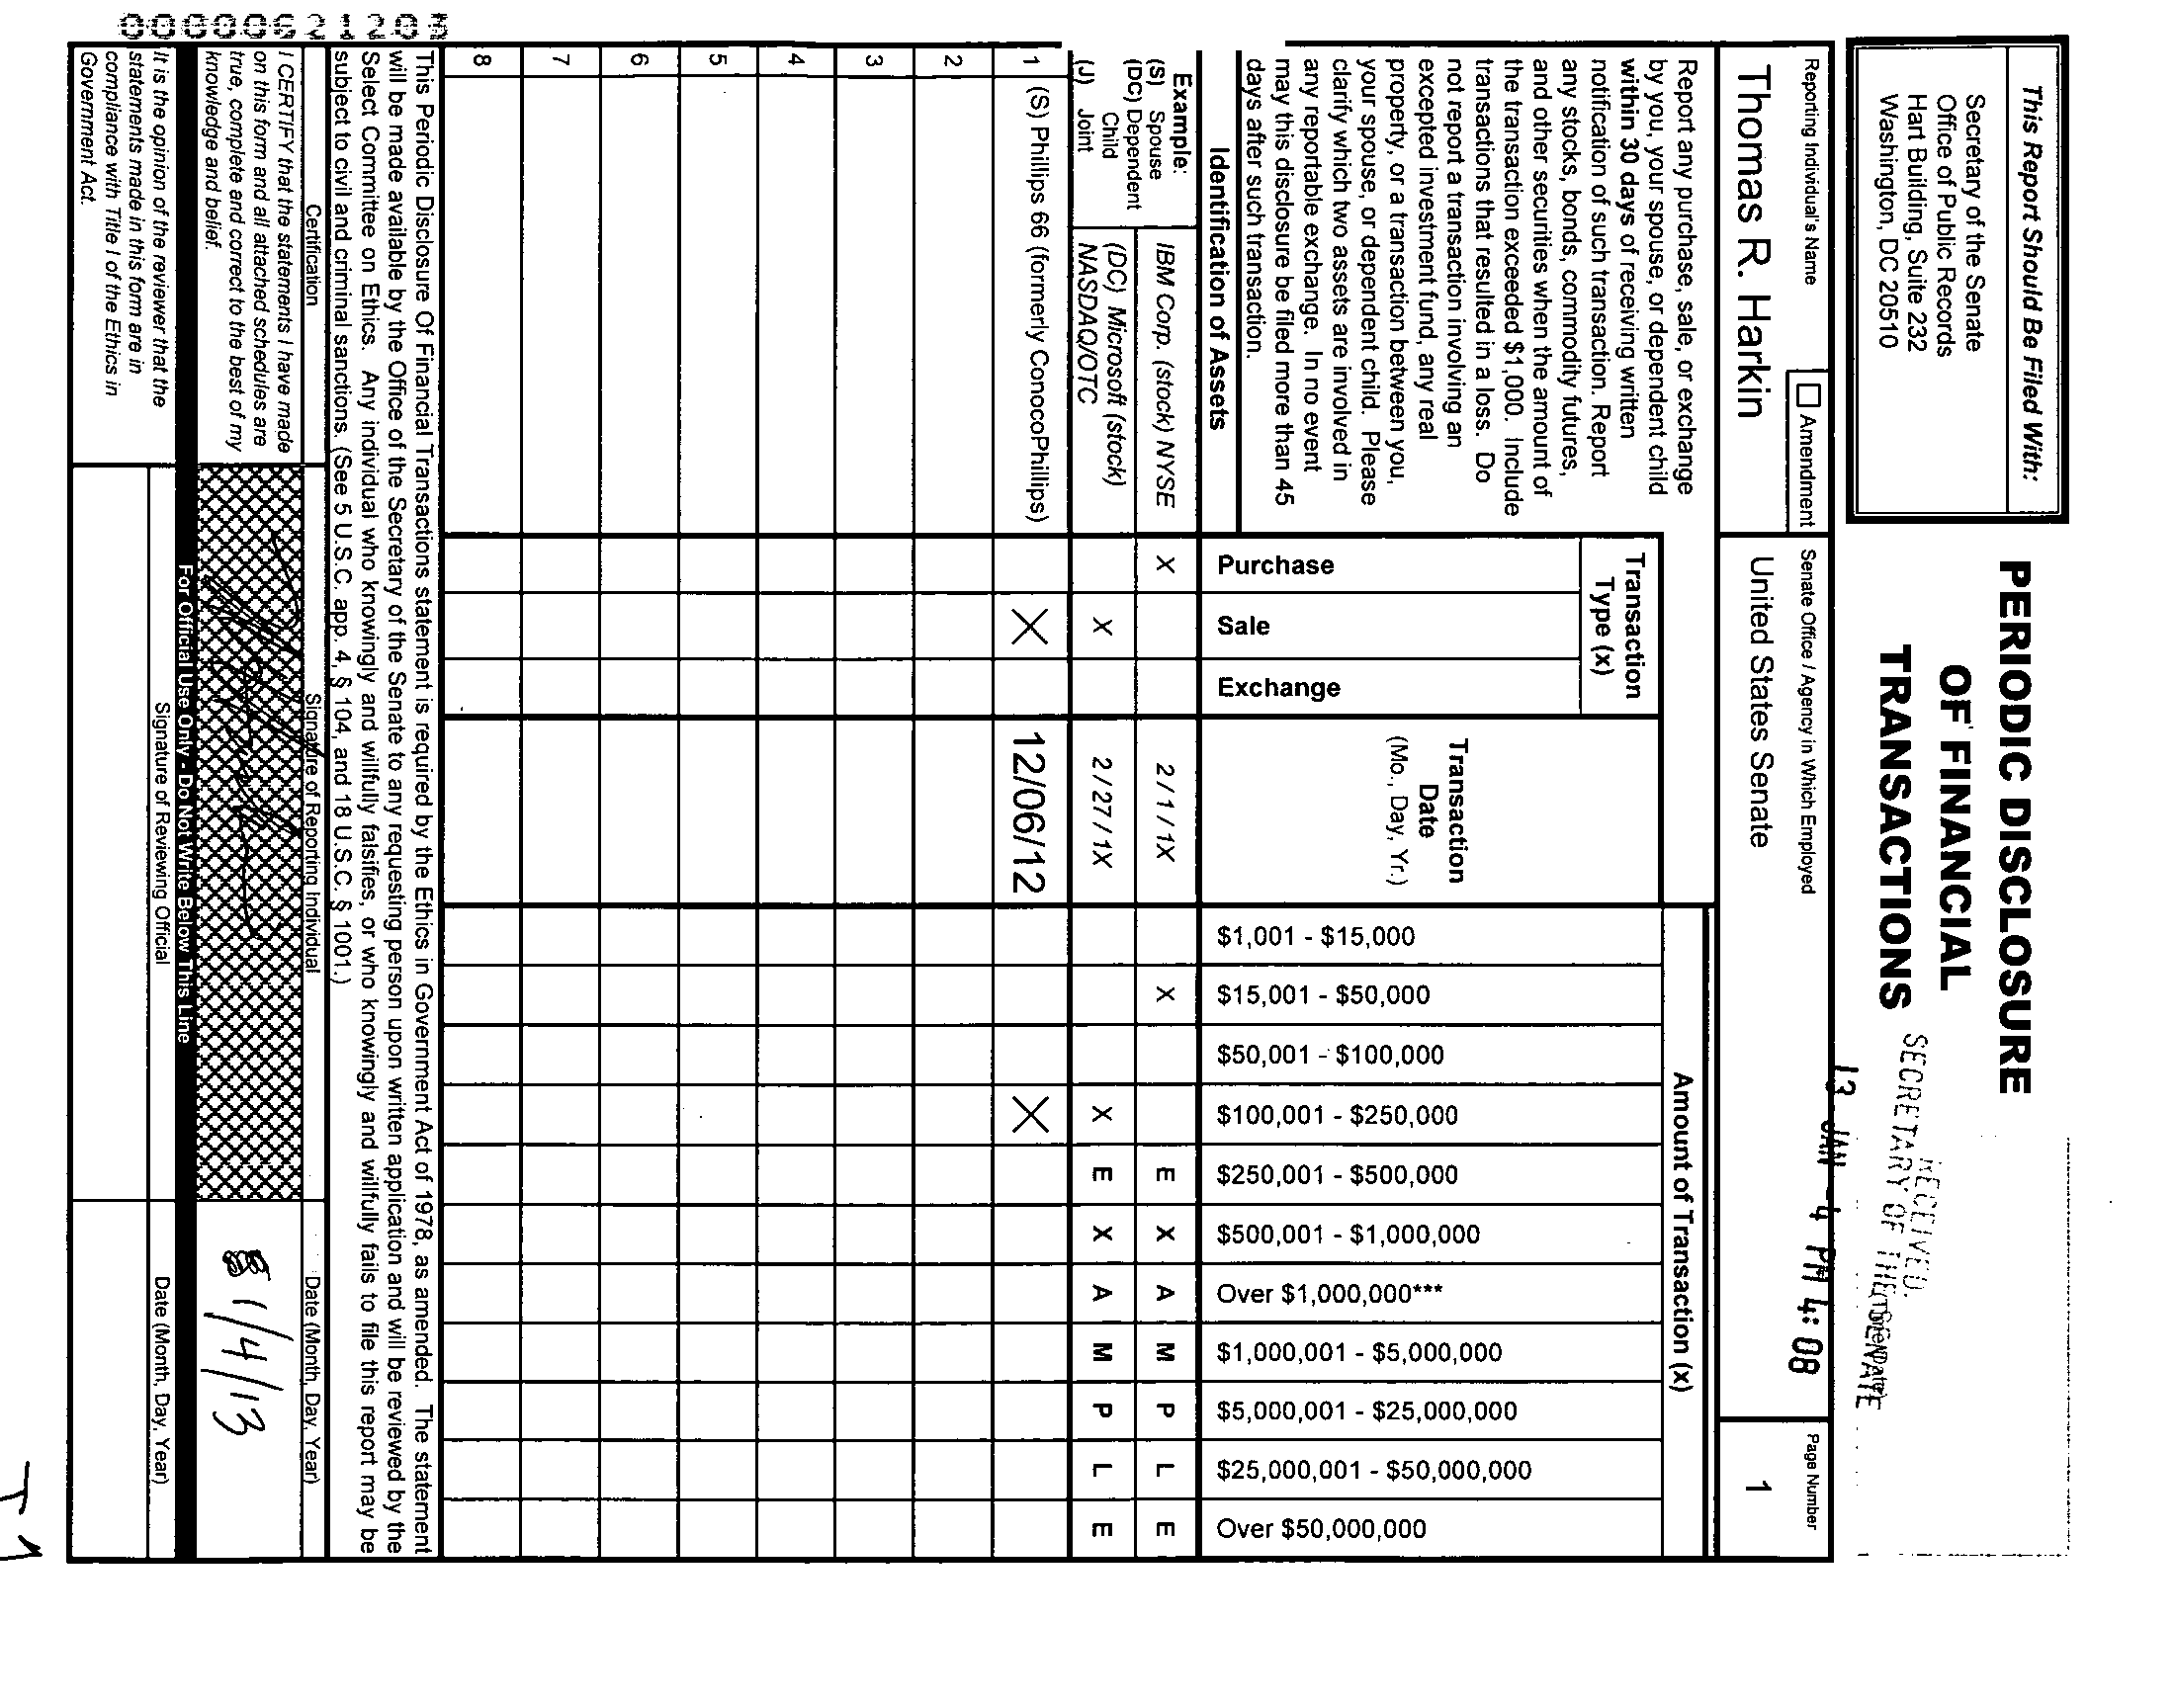 This Report Should Be Filed With:
Secretary of the Senate
Office of Public Records
Hart Building, Suite 232
Washington, DC 20510
PERIODIC DISCLOSURE
OF FINANCIAL
TRANSACTIONS
RECEIVED
SECRETARY OF THE SENATE
13 JAN -4 PM 4:08
Reporting Individual's Name
Amendment
Thomas R. Harkin
Senate Office / Agency in Which Employed
United States Senate
Page Number
1
Report any purchase, sale, or exchange
by you, your spouse, or dependent child
within 30 days of receiving written
notification of such transaction. Report
any stocks, bonds, commodity futures,
and other securities when the amount of
the transaction exceeded $1,000. Include
transactions that resulted in a loss. Do
not report a transaction involving an
excepted investment fund, any real
property, or a transaction between you,
your spouse, or dependent child. Please
clarify which two assets are involved in
any reportable exchange. In no event
may this disclosure be filed more than 45
days after such transaction.
Identification of Assets
Transaction
Type (x)
Purchase
Sale
Exchange
Transaction
Date
(Mo., Day, Yr.)
Amount of Transaction (x)
$1,001 - $15,000
$15,001 - $50,000
$50,001 - $100,000
$100,001 - $250,000
$250,001 - $500,000
$500,001 - $1,000,000
Over $1,000,000***
$1,000,001 - $5,000,000
$5,000,001 - $25,000,000
$25,000,001 - $50,000,000
Over $50,000,000
Example:
(S) Spouse
(DC) Dependent
Child
(J) Joint
IBM Corp. (stock) NYSE X 2 / 1 / 1X X E X A M P L E
(DC) Microsoft (stock)
NASDAQ/OTC X 2 / 27 / 1X X E X A M P L E
1 (S) Phillips 66 (formerly ConocoPhillips) X 12/06/12 X
2
3
4
5
6
7
8
This Periodic Disclosure Of Financial Transactions statement is required by the Ethics in Government Act of 1978, as amended. The statement
will be made available by the Office of the Secretary of the Senate to any requesting person upon written application and will be reviewed by the
Select Committee on Ethics. Any individual who knowingly and willfully falsifies, or who knowingly and willfully fails to file this report may be
subject to civil and criminal sanctions. (See 5 U.S.C. app. 4, § 104, and 18 U.S.C. § 1001.)
Certification
Signature of Reporting Individual
Date (Month, Day, Year)
I CERTIFY that the statements I have made
on this form and all attached schedules are
true, complete and correct to the best of my
knowledge and belief.
1/4/13
For Official Use Only - Do Not Write Below This Line
It is the opinion of the reviewer that the
statements made in this form are in
compliance with Title I of the Ethics in
Government Act.
Signature of Reviewing Official
Date (Month, Day, Year)